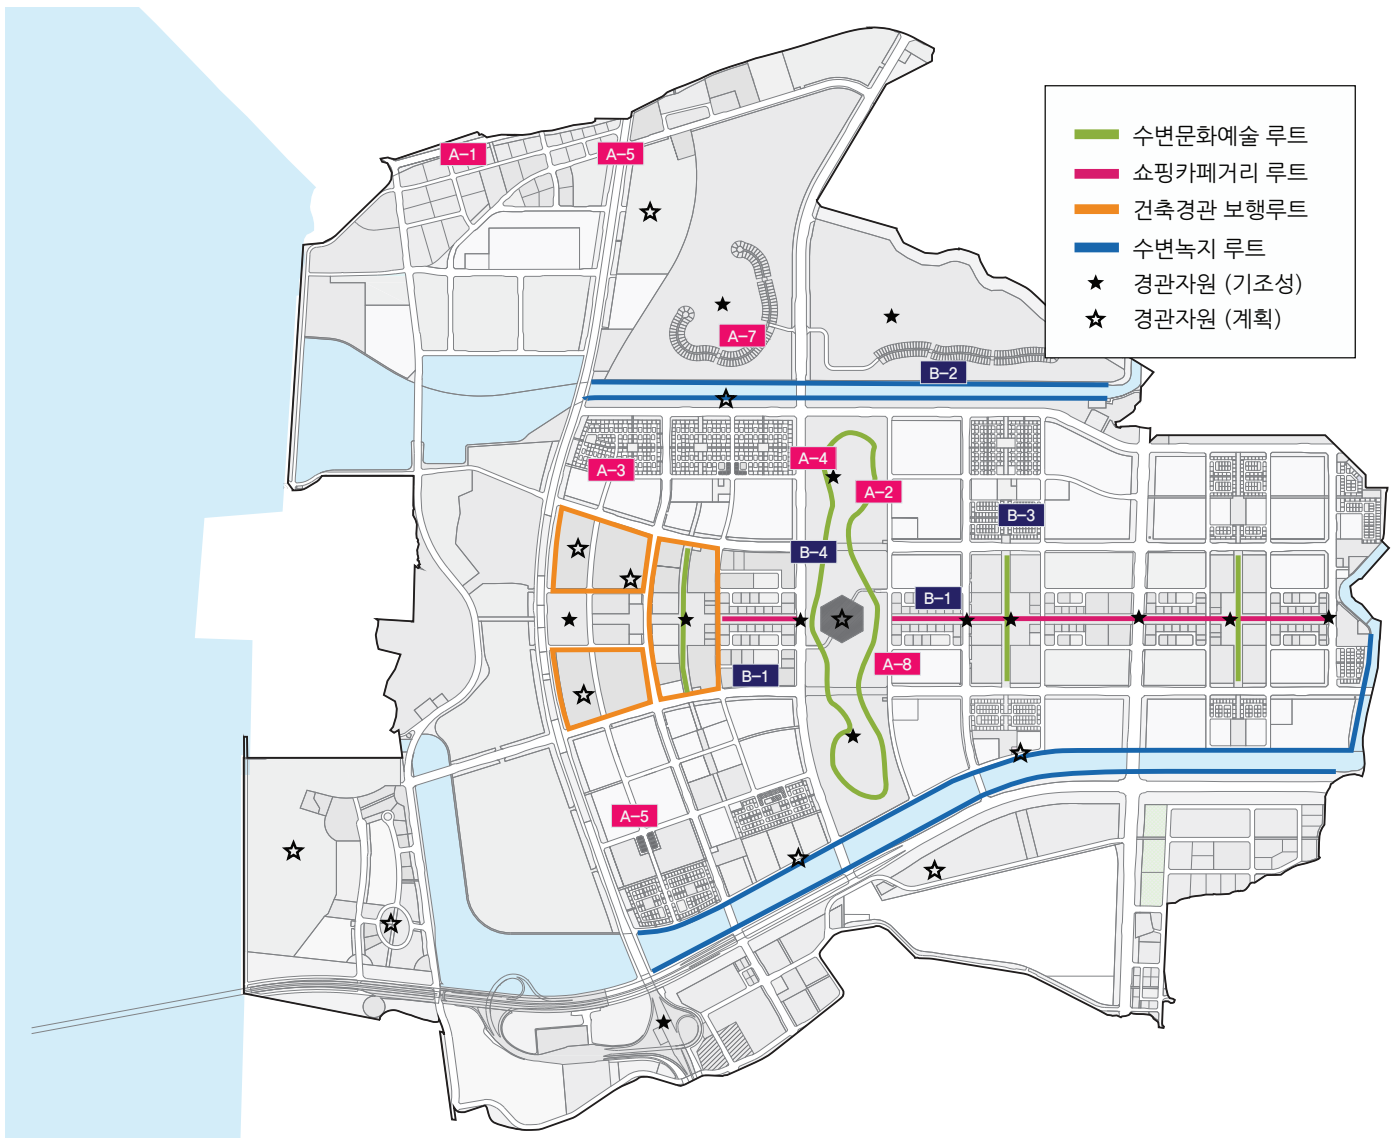 수변문화예술 루트
쇼핑카페거리 루트
건축경관 보행루트
수변녹지 루트
경관자원 (기조성)
경관자원 (계획)
A-1
A-5
A-7
B-2
A-4
A-3
A-2
B-3
B-4
B-1
A-8
B-1
A-5